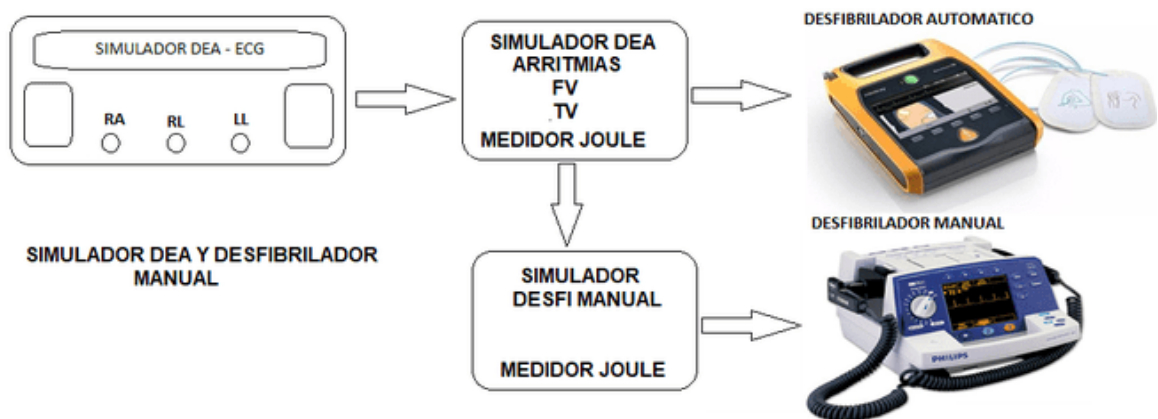 SIMULADOR DEA - ECG
RA RL LL
SIMULADOR DEA Y DESFIBRILADOR
MANUAL
SIMULADOR DEA
ARRITMIAS
FV
TV
MEDIDOR JOULE
SIMULADOR
DESFI MANUAL
MEDIDOR JOULE
DESFIBRILADOR AUTOMATICO
DESFIBRILADOR MANUAL
PHILIPS